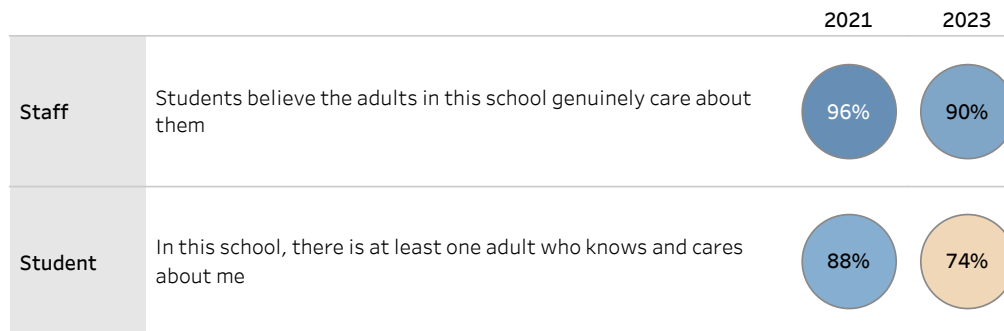 2021 2023
Staff
Students believe the adults in this school genuinely care about
them
96% 90%
Student
In this school, there is at least one adult who knows and cares
about me
88% 74%